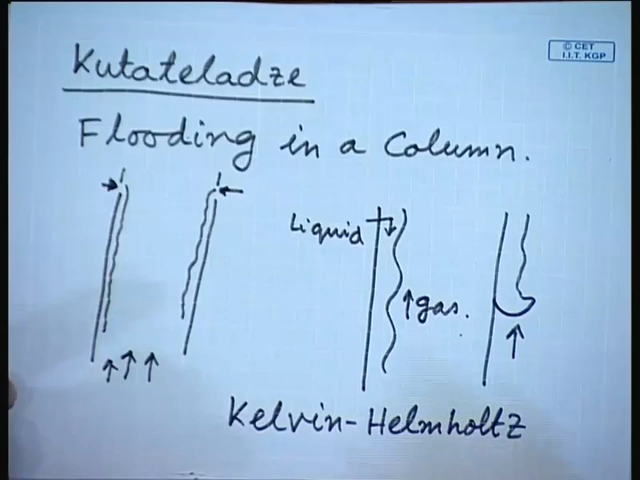 Kutateladze
© CET
I.I.T. KGP
Flooding in a Column.
Liquid
gas.
Kelvin-Helmholtz